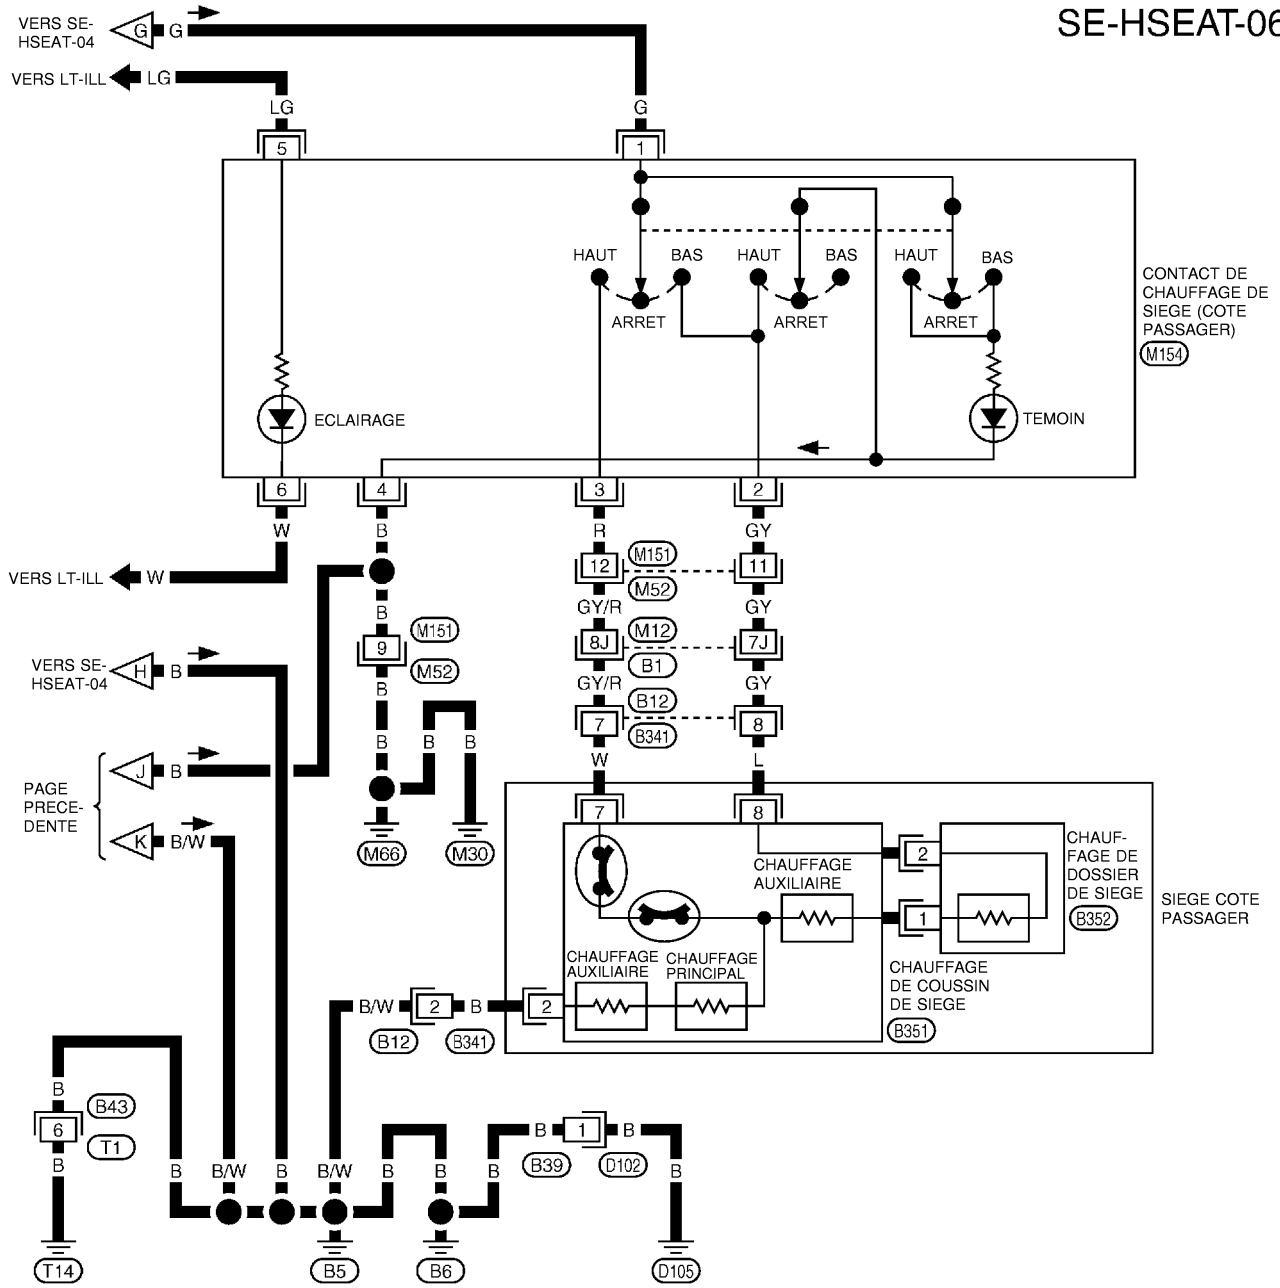 SE-HSEAT-06
VERS SE-
HSEAT-04
G
G
VERS LT-ILL
LG
LG
G
5
1
HAUT
BAS
HAUT
BAS
HAUT
BAS
ARRET
ARRET
ARRET
CONTACT DE
CHAUFFAGE DE
SIEGE (COTE
PASSAGER)
M154
ECLAIRAGE
TEMOIN
6
4
3
2
W
B
R
GY
VERS LT-ILL
W
12
M151
M52
11
B
GY/R
GY
9
M151
M52
8J
M12
B1
7J
VERS SE-
HSEAT-04
H
B
B
GY/R
GY
7
B12
B341
8
B
B
B
W
L
PAGE
PRECE-
DENTE
J
B
K
B/W
M66
M30
7
8
CHAUFFAGE
AUXILIAIRE
2
1
CHAUF-
FAGE DE
DOSSIER
DE SIEGE
B352
SIEGE COTE
PASSAGER
CHAUFFAGE
AUXILIAIRE
CHAUFFAGE
PRINCIPAL
CHAUFFAGE
DE COUSSIN
DE SIEGE
B351
B/W
2
B
2
B12
B341
B
6
B43
T1
B
B
1
B
B39
D102
B
B/W
B
B/W
B
B
B
B
T14
B5
B6
D105